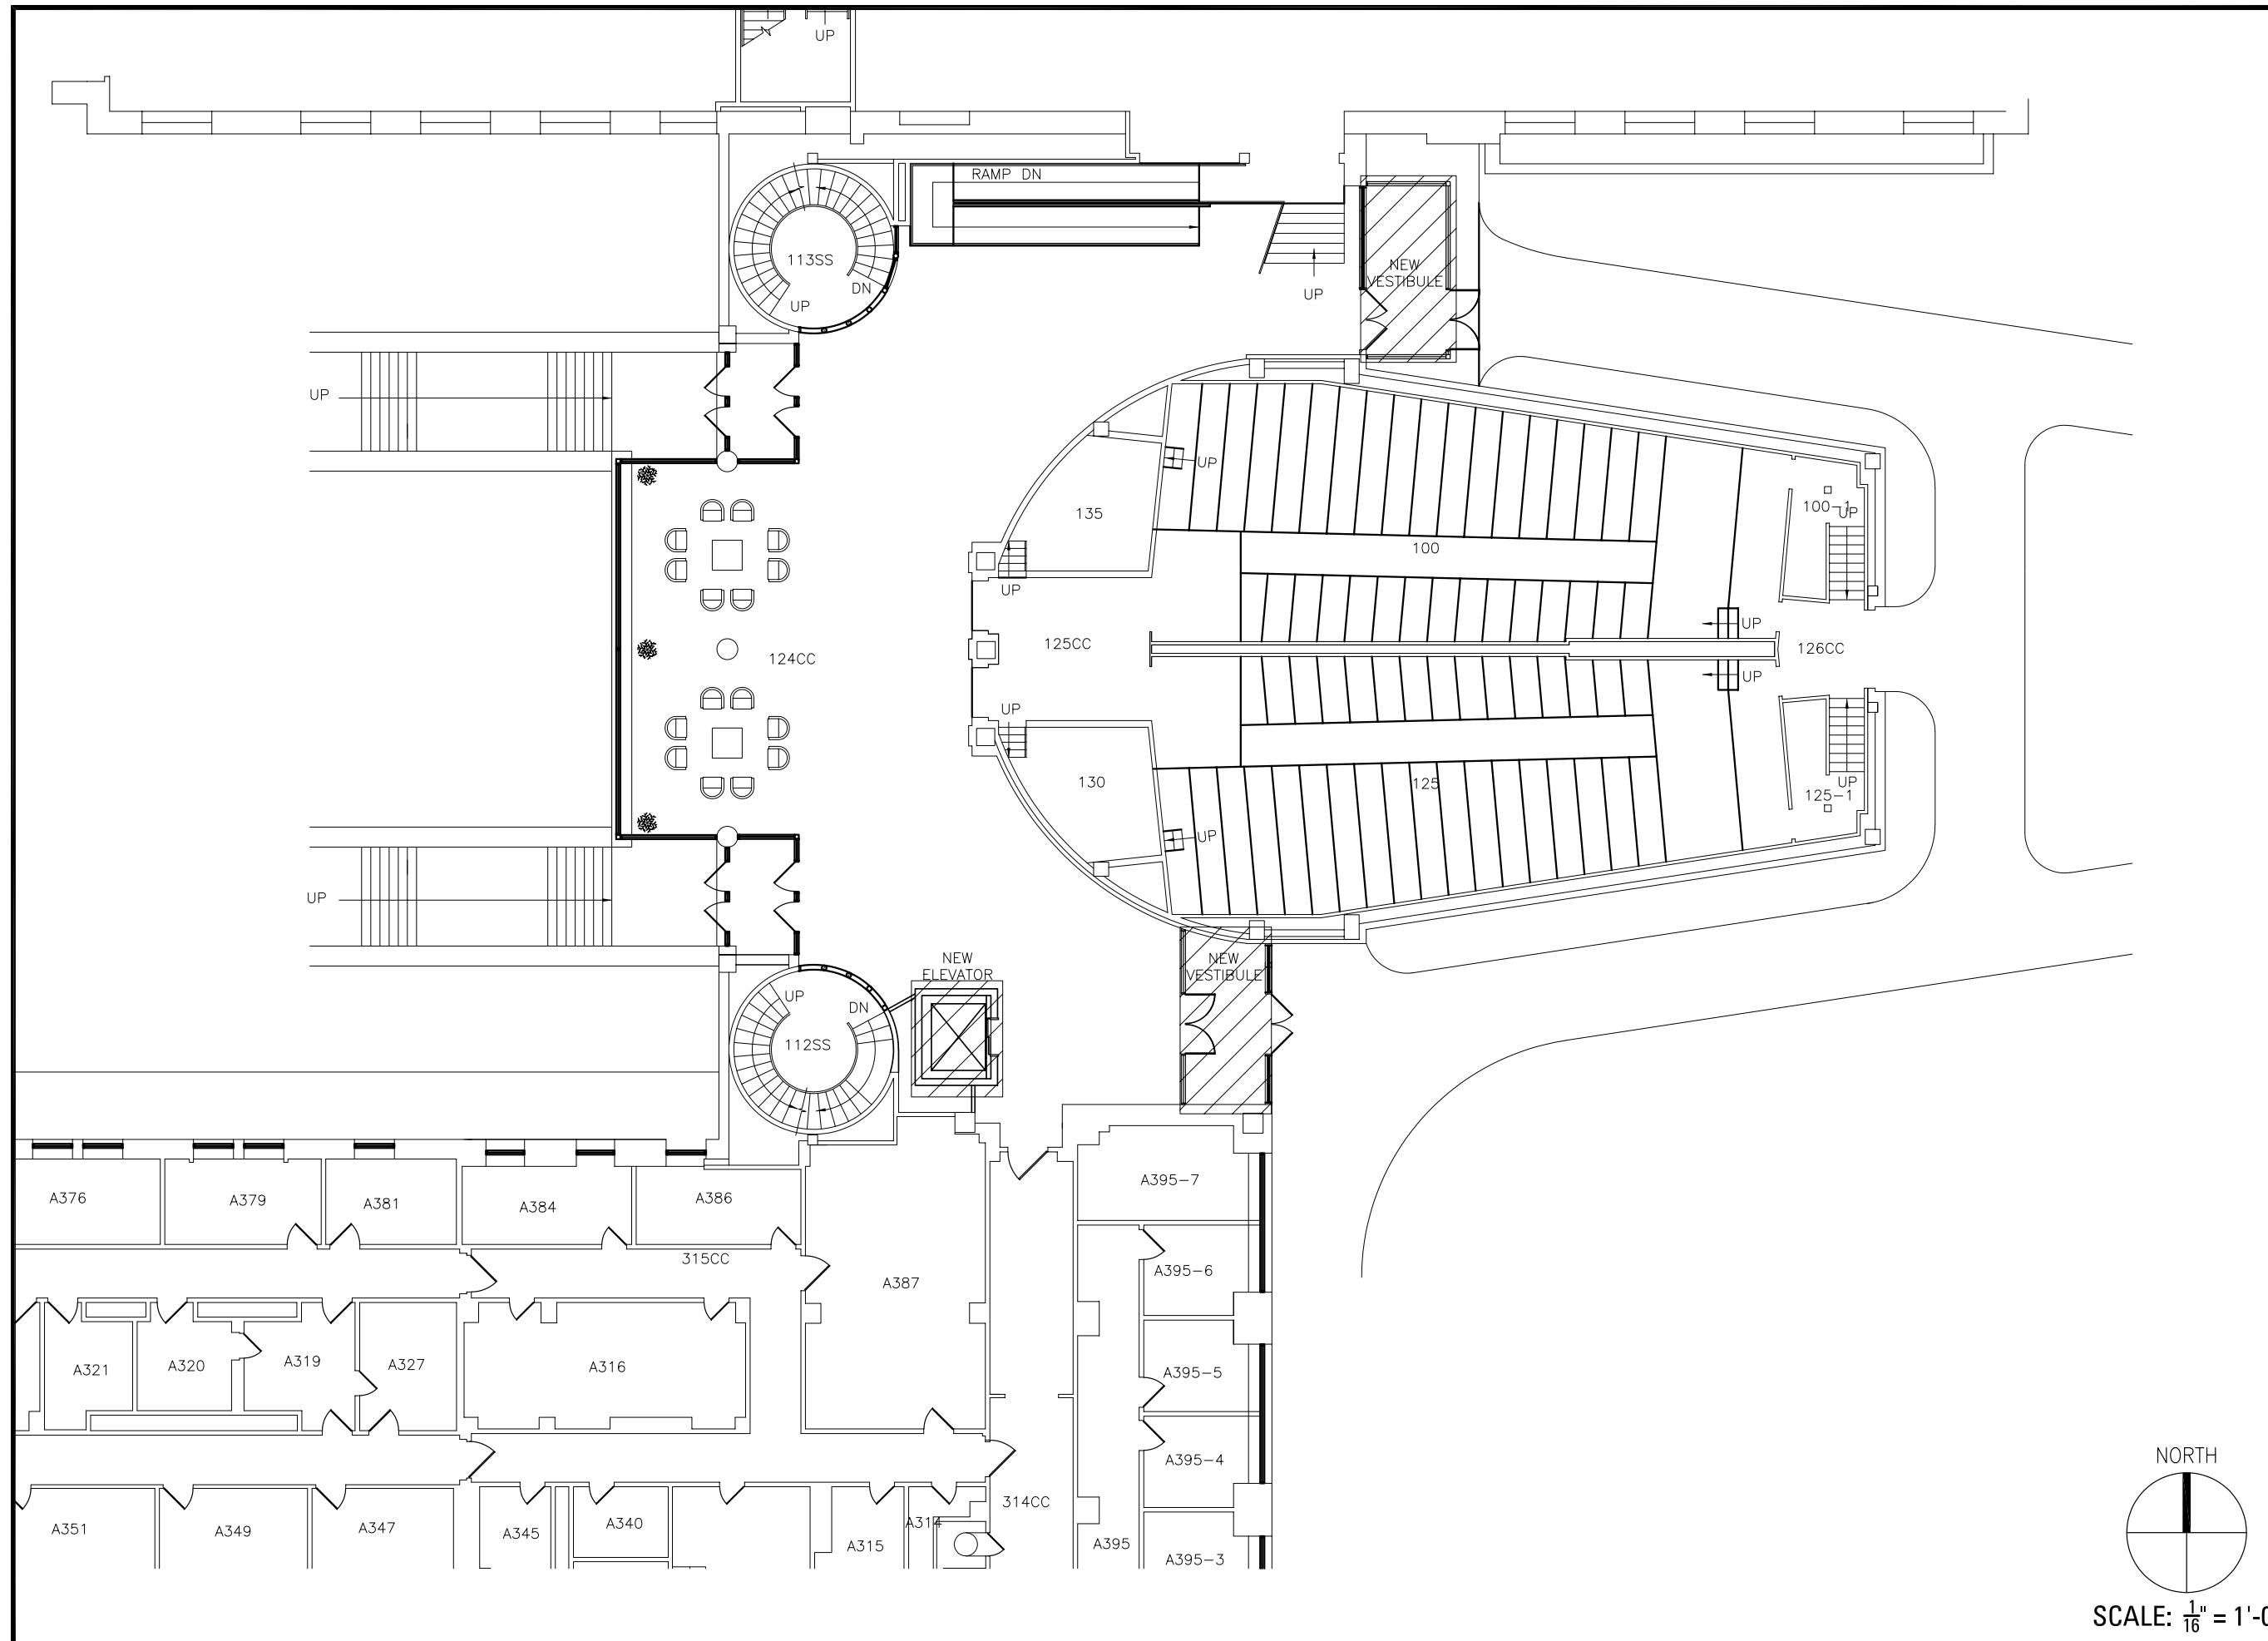 UP
RAMP DN
113SS
DN
UP
UP
NEW
VESTIBULE
UP
UP
135
100-1
UP
100
UP
125CC
UP
126CC
124CC
UP
UP
130
125
UP
125-1
UP
UP
NEW
ELEVATOR
NEW
VESTIBULE
UP
DN
112SS
A376
A379
A381
A384
A386
A395-7
315CC
A387
A395-6
A321
A320
A319
A327
A316
A395-5
A395-4
A351
A349
A347
A345
A340
A315
A314
314CC
A395
A395-3
NORTH
SCALE: 1/16" = 1'-0